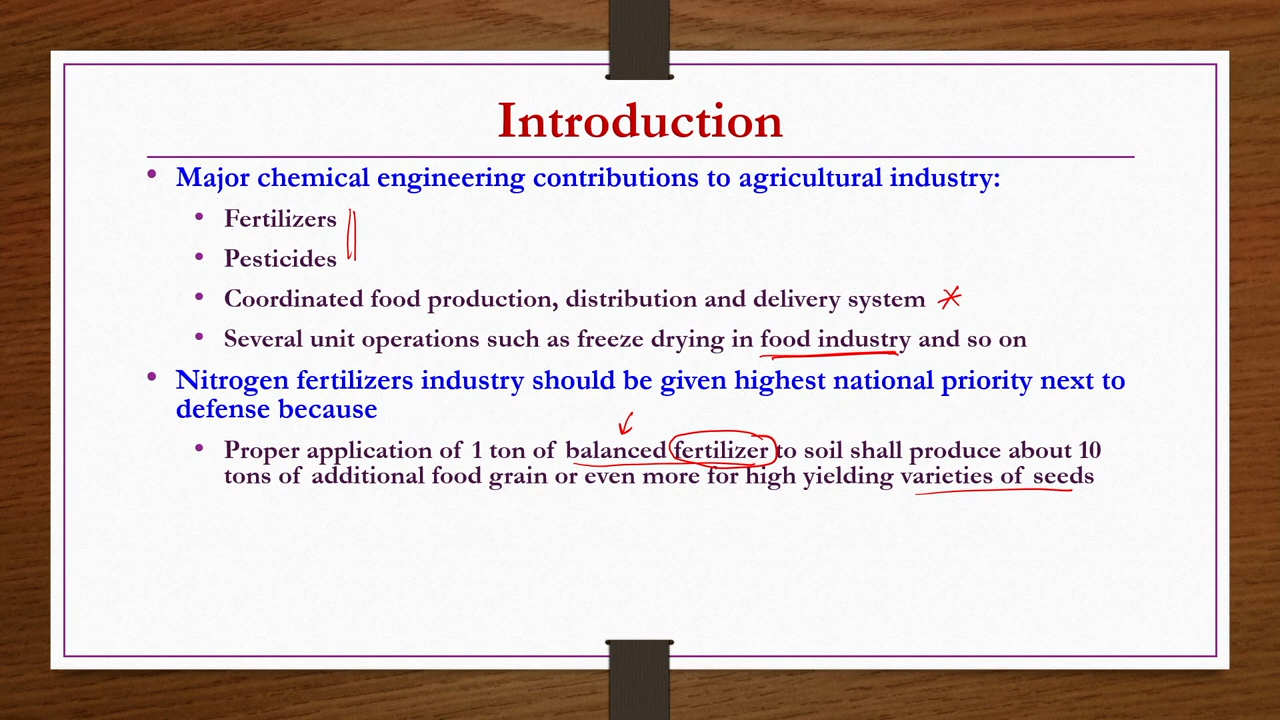 Introduction
• Major chemical engineering contributions to agricultural industry:
• Fertilizers
• Pesticides
• Coordinated food production, distribution and delivery system
• Several unit operations such as freeze drying in food industry and so on
• Nitrogen fertilizers industry should be given highest national priority next to
defense because
• Proper application of 1 ton of balanced fertilizer to soil shall produce about 10
tons of additional food grain or even more for high yielding varieties of seeds